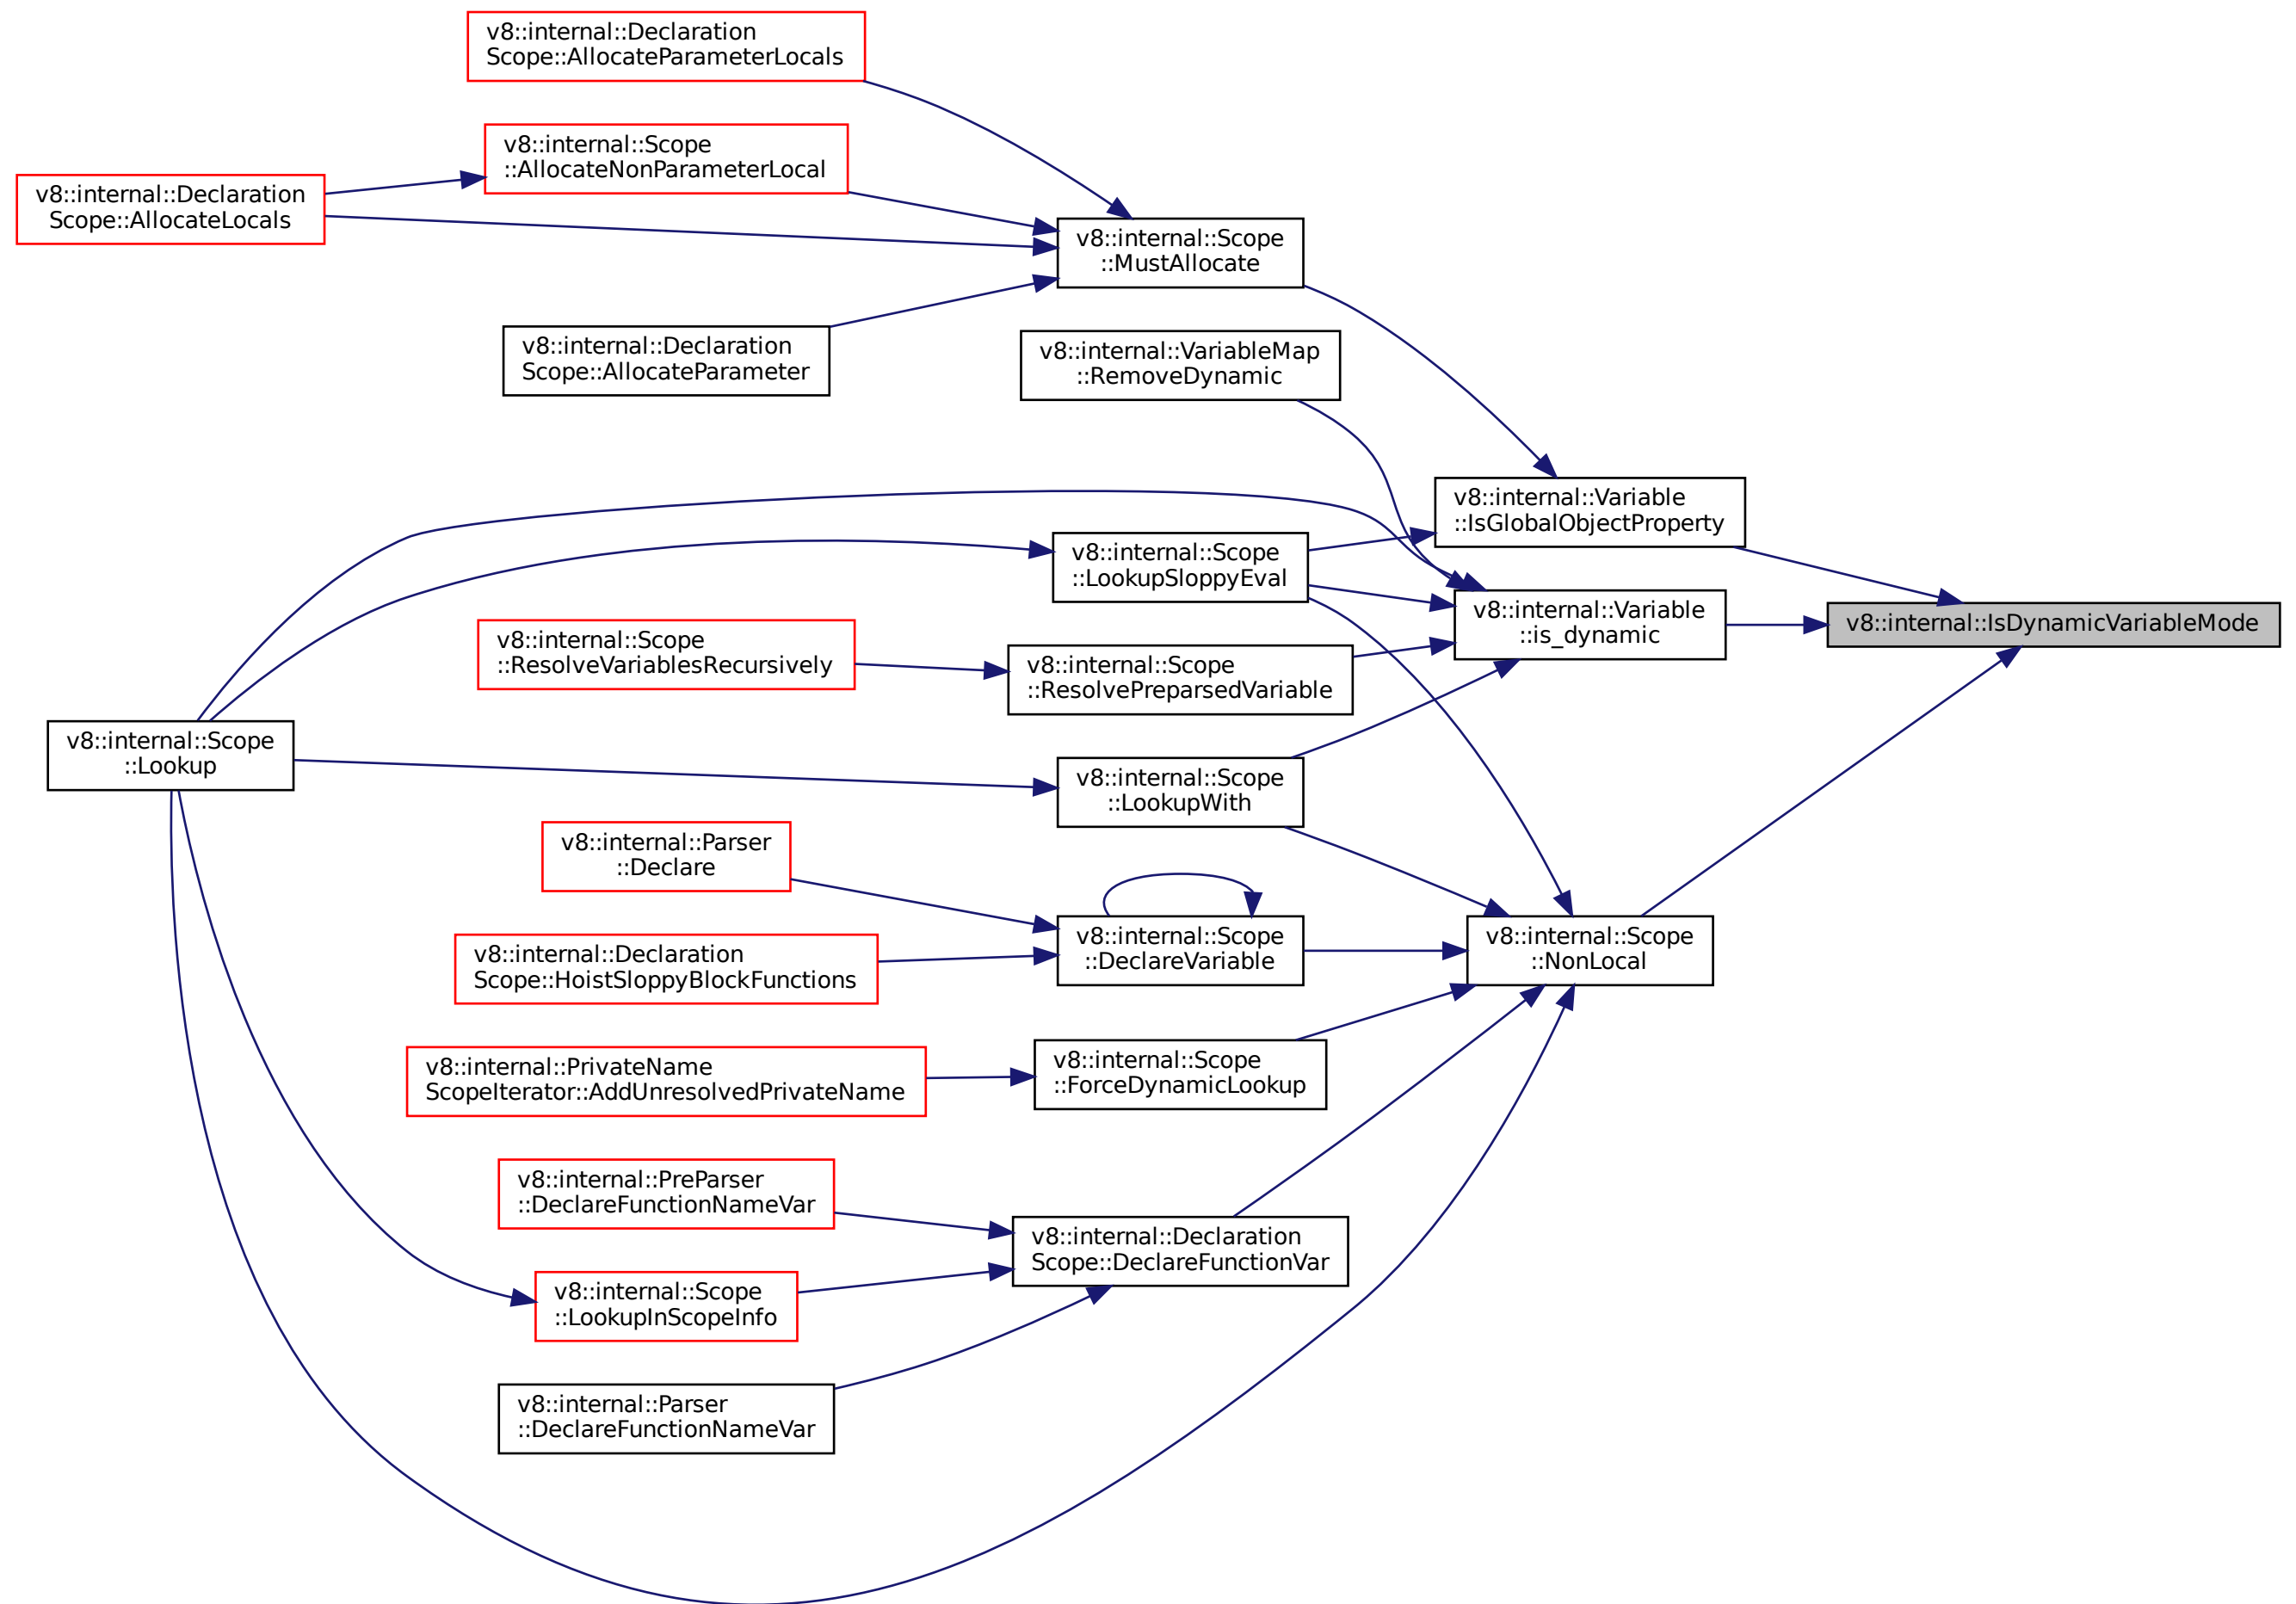 v8::internal::Declaration
Scope::AllocateParameterLocals
v8::internal::Scope
::AllocateNonParameterLocal
v8::internal::Declaration
Scope::AllocateLocals
v8::internal::Scope
::MustAllocate
v8::internal::Declaration
Scope::AllocateParameter
v8::internal::VariableMap
::RemoveDynamic
v8::internal::Variable
::IsGlobalObjectProperty
v8::internal::Scope
::LookupSloppyEval
v8::internal::Variable
::is_dynamic
v8::internal::IsDynamicVariableMode
v8::internal::Scope
::ResolveVariablesRecursively
v8::internal::Scope
::ResolvePreparsedVariable
v8::internal::Scope
::Lookup
v8::internal::Scope
::LookupWith
v8::internal::Parser
::Declare
v8::internal::Scope
::DeclareVariable
v8::internal::Scope
::NonLocal
v8::internal::Declaration
Scope::HoistSloppyBlockFunctions
v8::internal::PrivateName
ScopeIterator::AddUnresolvedPrivateName
v8::internal::Scope
::ForceDynamicLookup
v8::internal::PreParser
::DeclareFunctionNameVar
v8::internal::Declaration
Scope::DeclareFunctionVar
v8::internal::Scope
::LookupInScopeInfo
v8::internal::Parser
::DeclareFunctionNameVar